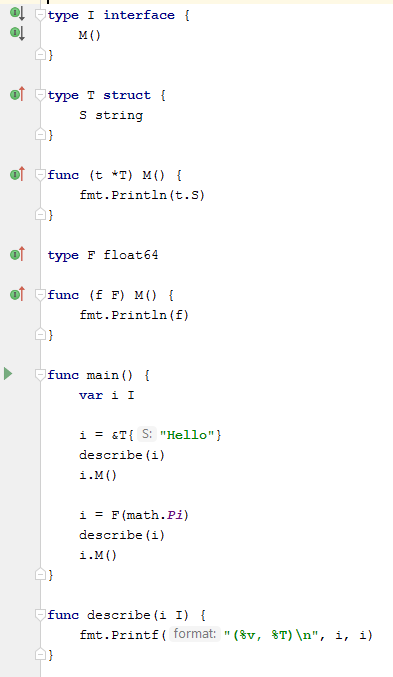 type I interface {
    M()
}

type T struct {
    S string
}

func (t *T) M() {
    fmt.Println(t.S)
}

type F float64

func (f F) M() {
    fmt.Println(f)
}

func main() {
    var i I

    i = &T{ S: "Hello"}
    describe(i)
    i.M()

    i = F(math.Pi)
    describe(i)
    i.M()
}

func describe(i I) {
    fmt.Printf( format: "(%v, %T)\n", i, i)
}